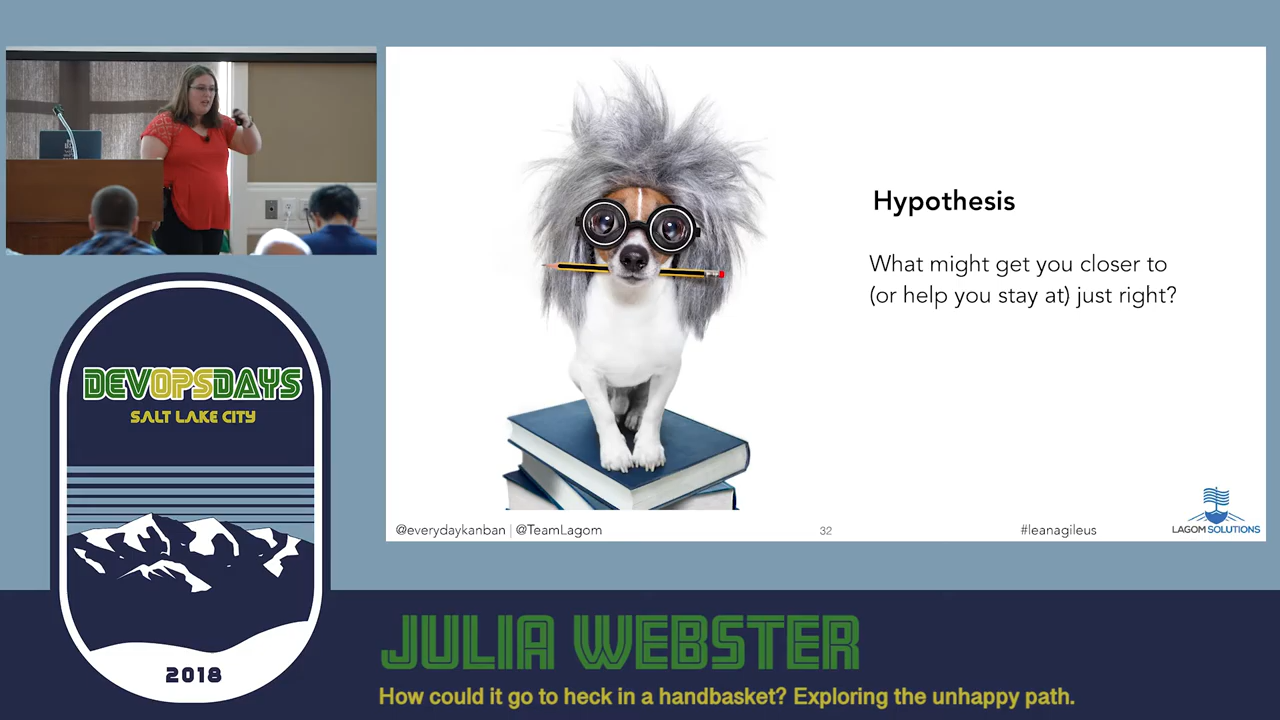 Hypothesis
What might get you closer to
(or help you stay at) just right?
@everydaykanban | @TeamLagom
32
#leanagileus
LAGOM SOLUTIONS
DEVOPSDAYS
SALT LAKE CITY
2018
JULIA WEBSTER
How could it go to heck in a handbasket? Exploring the unhappy path.